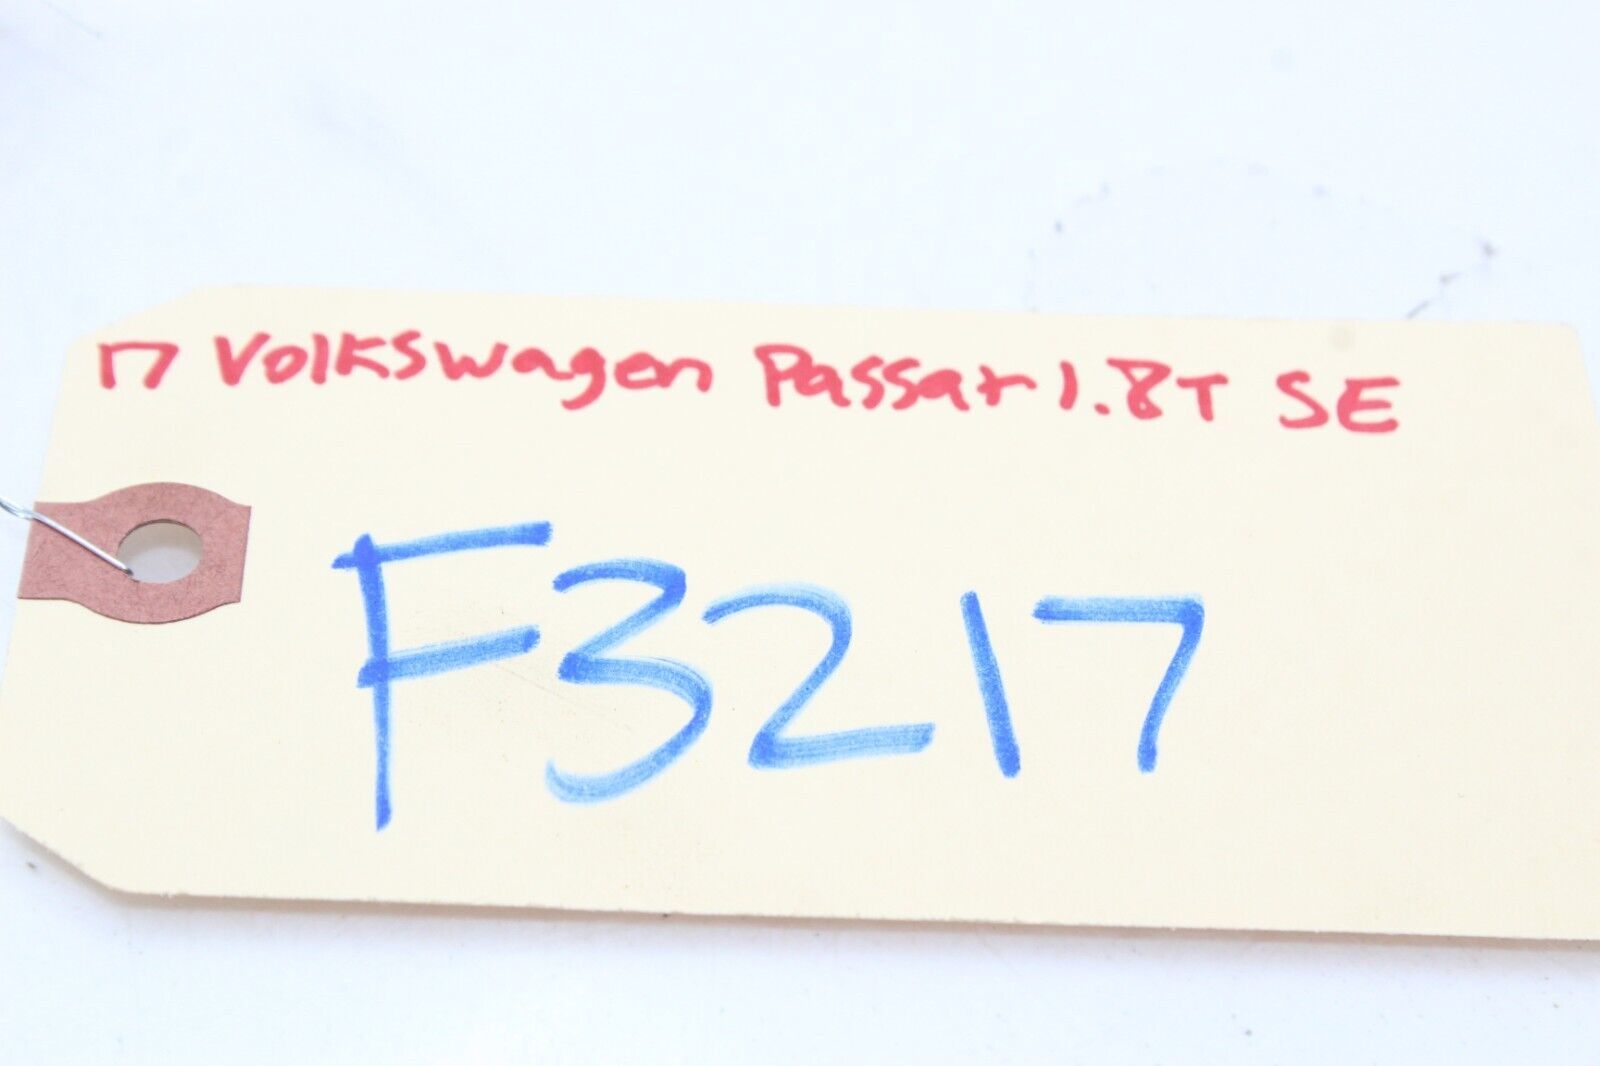 17 Volkswagen Passat 1.8T SE
F3217